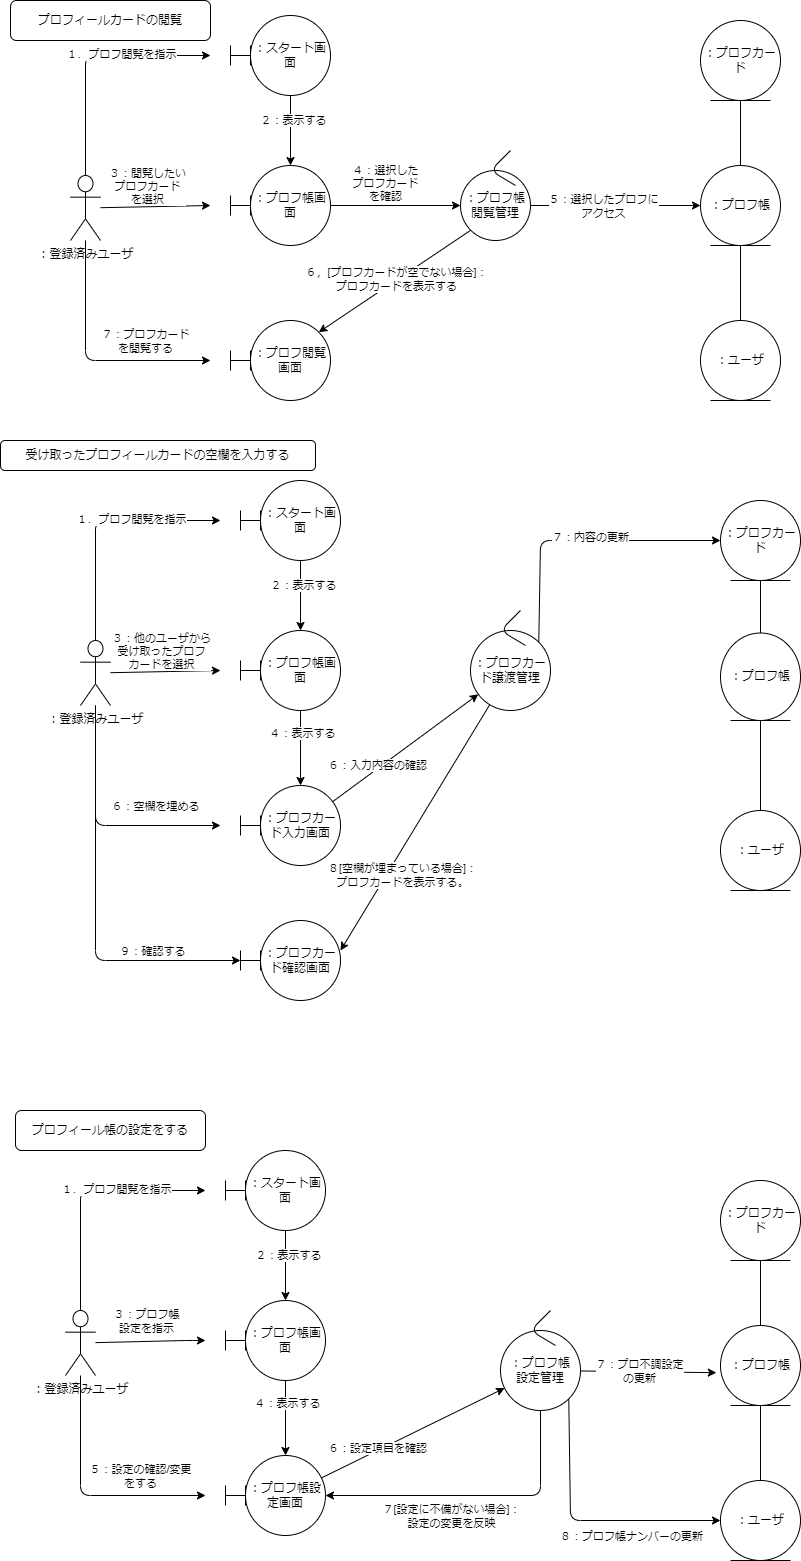 プロフィールカードの閲覧
1．プロフ閲覧を指示
：スタート画
面
：プロフカー
ド
2：表示する
3：閲覧したい
プロフカード
を選択
：プロフ帳画
面
4：選択した
プロフカード
を確認
：プロフ帳
閲覧管理
5：選択したプロフに
アクセス
：プロフ帳
：登録済みユーザ
6，[プロフカードが空でない場合]：
プロフカードを表示する
7：プロフカード
を閲覧する
：プロフ閲覧
画面
：ユーザ
受け取ったプロフィールカードの空欄を入力する
1．プロフ閲覧を指示
：スタート画
面
7：内容の更新
：プロフカー
ド
2：表示する
3：他のユーザから
受け取ったプロフ
カードを選択
：プロフ帳画
面
：プロフカー
ド譲渡管理
：プロフ帳
：登録済みユーザ
4：表示する
6：入力内容の確認
6：空欄を埋める
：プロフカー
ド入力画面
：ユーザ
8[空欄が埋まっている場合]：
プロフカードを表示する。
9：確認する
：プロフカー
ド確認画面
プロフィール帳の設定をする
1．プロフ閲覧を指示
：スタート画
面
：プロフカー
ド
2：表示する
3：プロフ帳
設定を指示
：プロフ帳画
面
：プロフ帳
設定管理
7：プロ不調設定
の更新
：プロフ帳
：登録済みユーザ
4：表示する
6：設定項目を確認
5：設定の確認/変更
をする
：プロフ帳設
定画面
7[設定に不備がない場合]：
設定の変更を反映
8：プロフ帳ナンバーの更新
：ユーザ